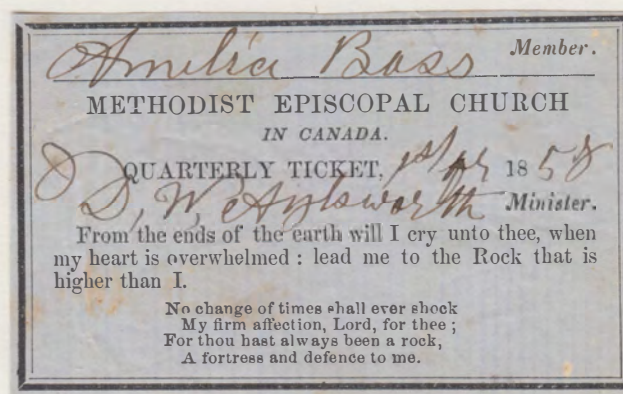 Amelia Bass Member.
METHODIST EPISCOPAL CHURCH
IN CANADA.
QUARTERLY TICKET, 1st 1858
D, W, Aylsworth Minister.
From the ends of the earth will I cry unto thee, when
my heart is overwhelmed : lead me to the Rock that is
higher than I.
No change of times shall ever shock
My firm affection, Lord, for thee ;
For thou hast always been a rock,
A fortress and defence to me.